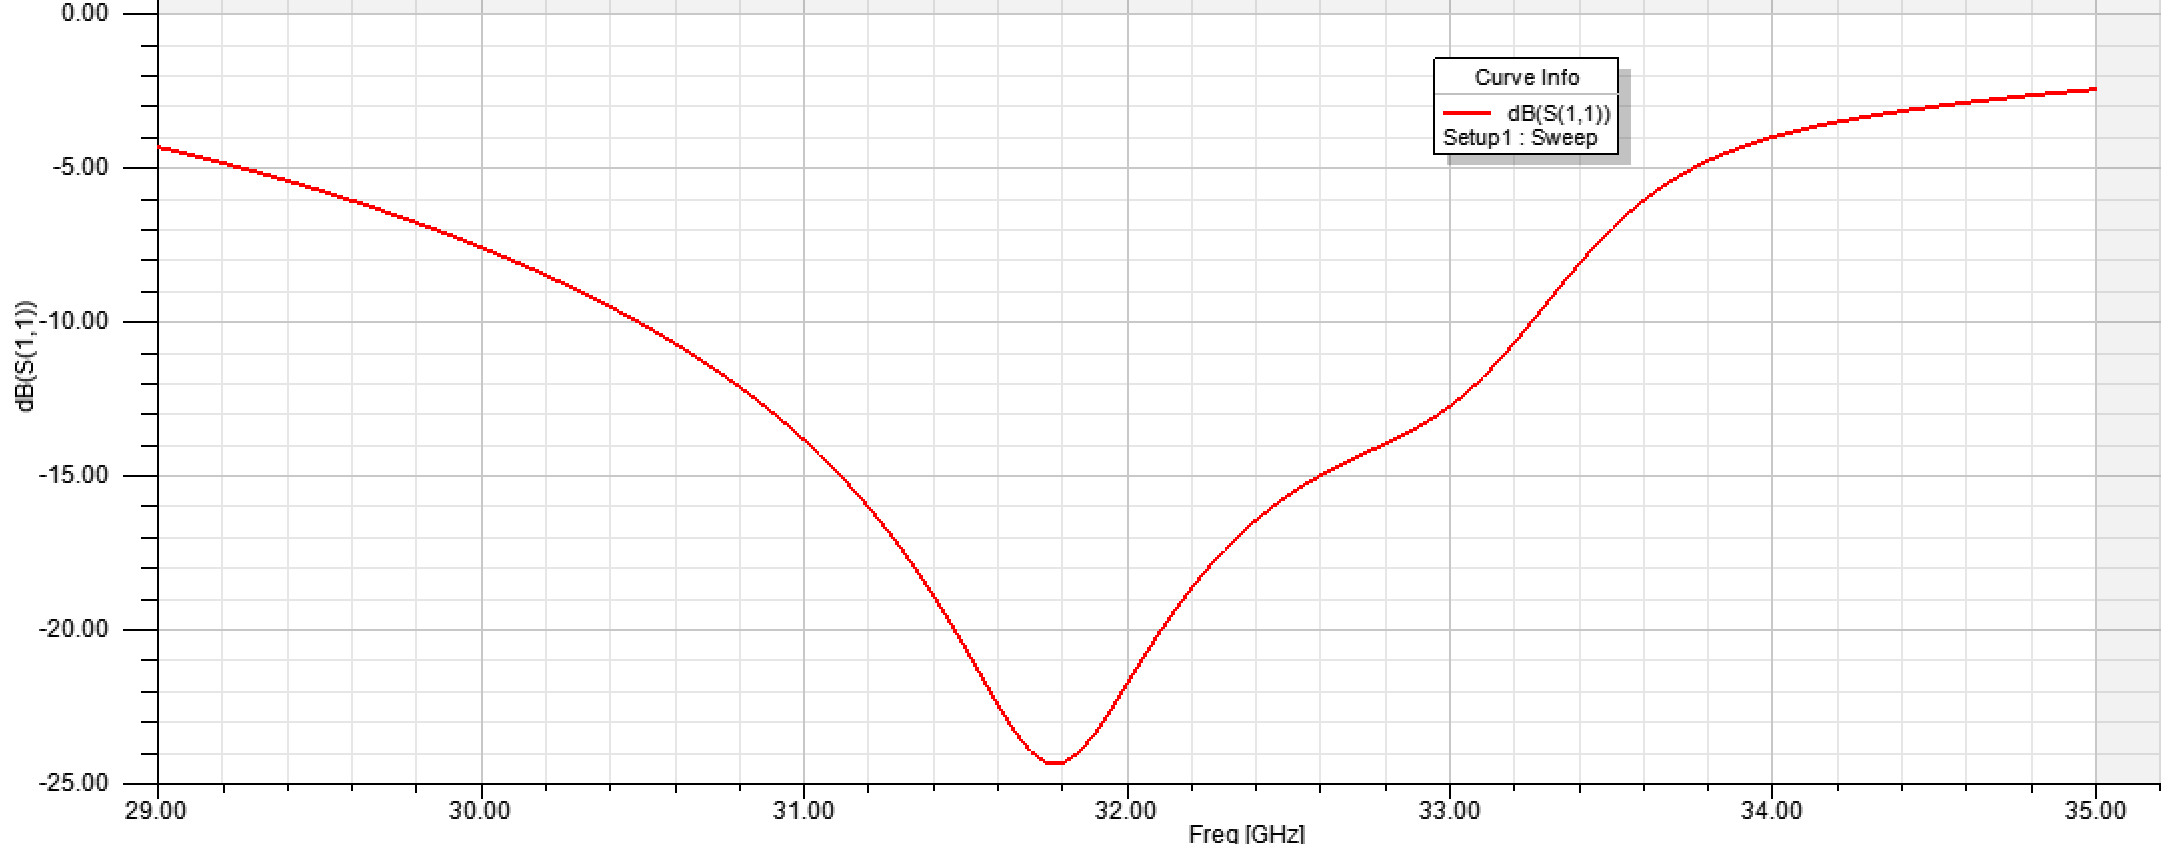 0.00
-5.00
-10.00
-15.00
-20.00
-25.00
dB(S(1,1))
Curve Info
dB(S(1,1))
Setup1 : Sweep
29.00 30.00 31.00 32.00 33.00 34.00 35.00
Freq [GHz]